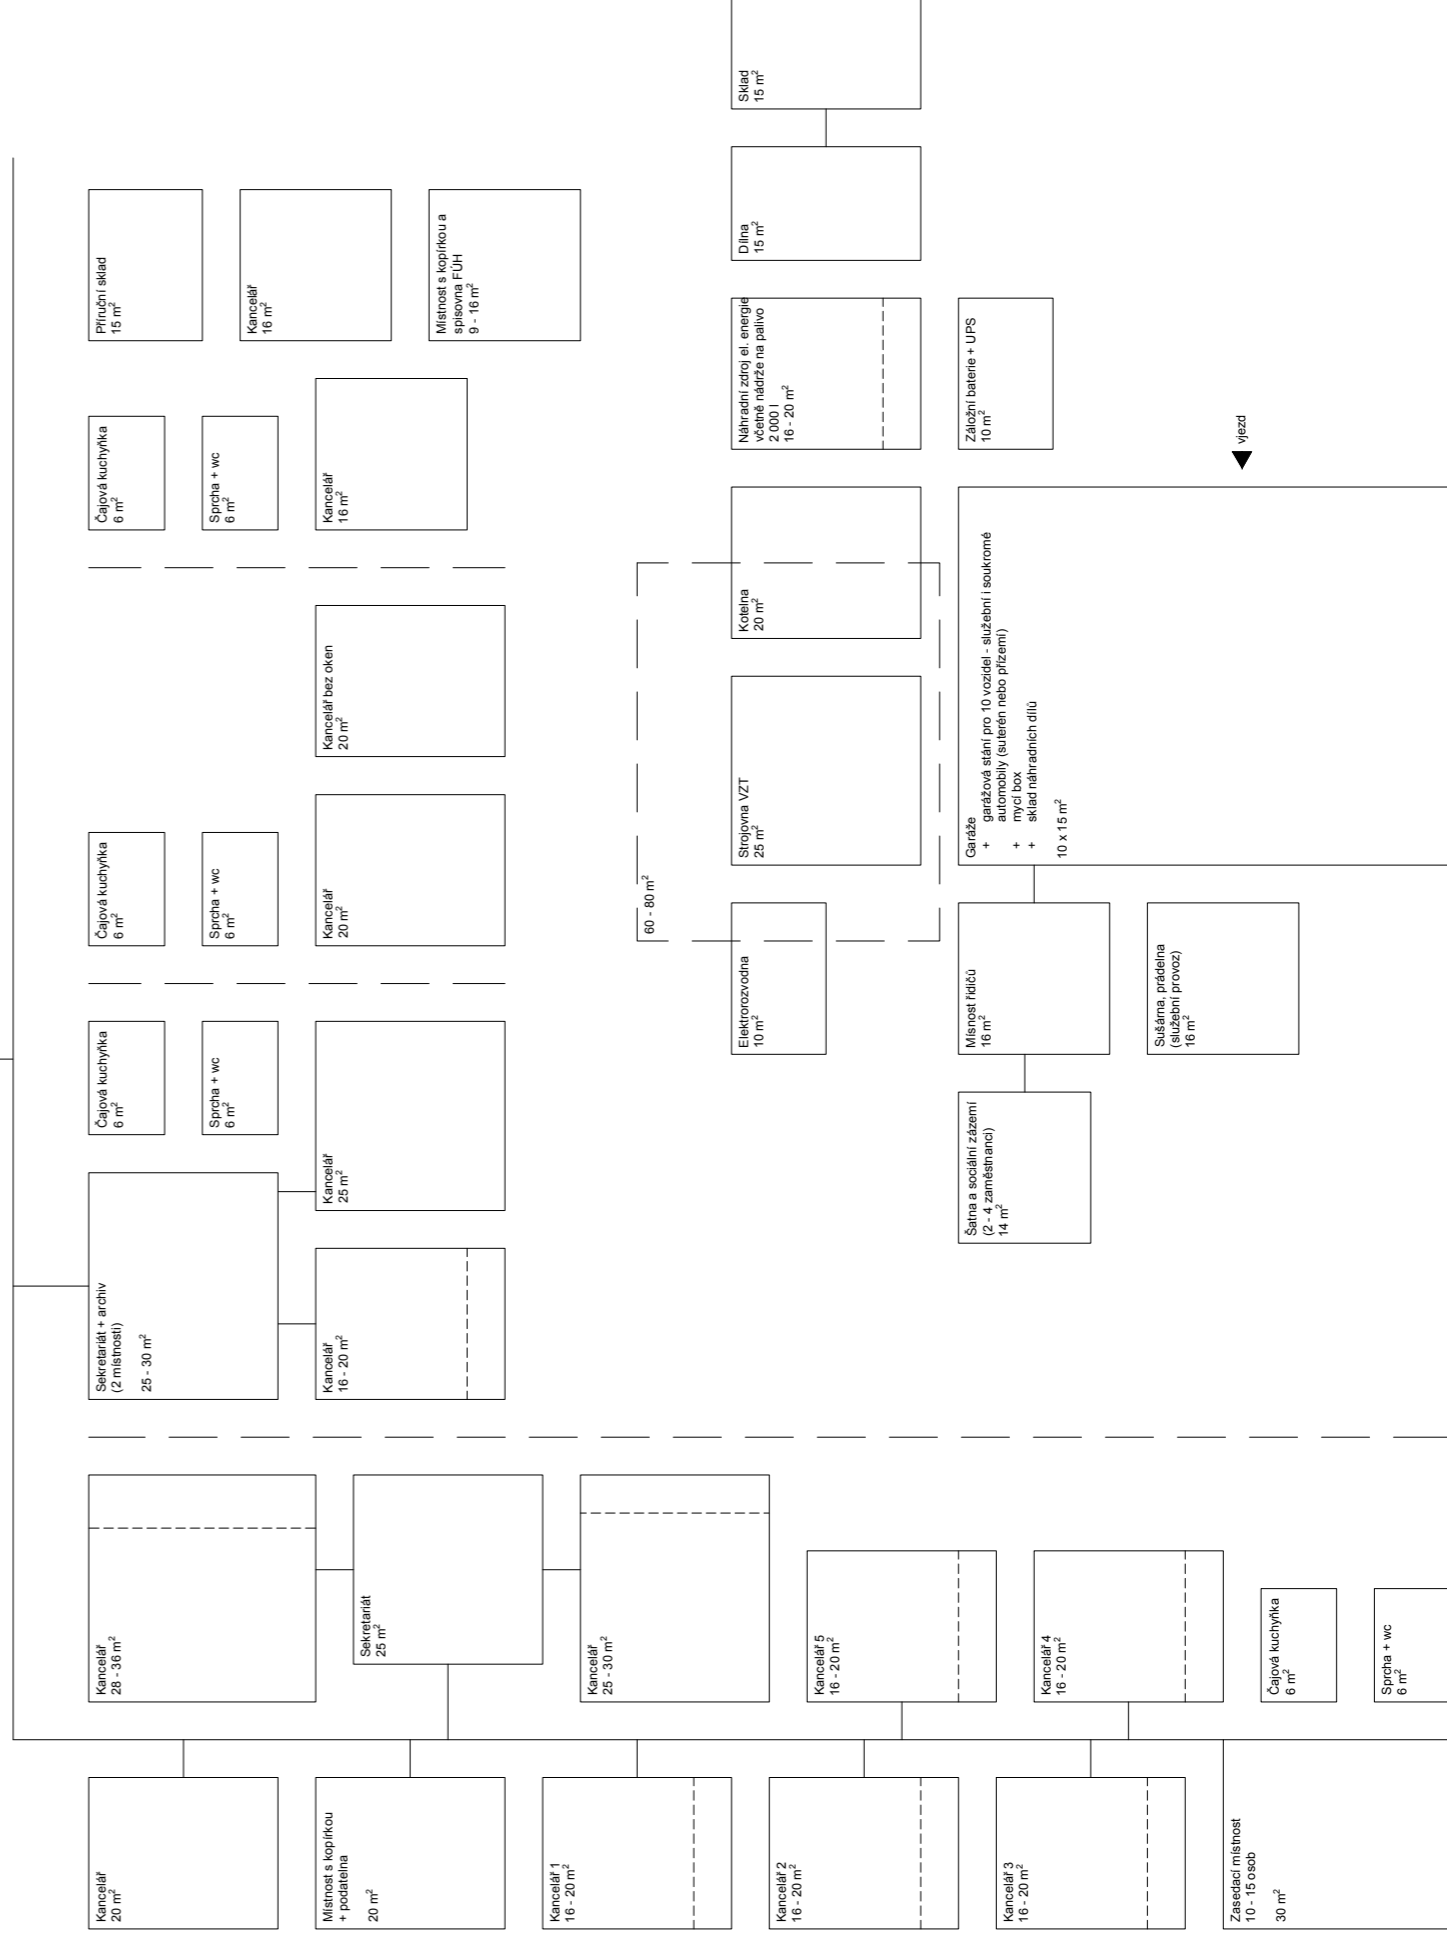 Kancelář
20 m²
Kancelář
28 - 36 m²
Sekretariát + archiv
(2 místnosti)
25 - 30 m²
Čajová kuchyňka
6 m²
Čajová kuchyňka
6 m²
Čajová kuchyňka
6 m²
Příruční sklad
15 m²
Sprcha + wc
6 m²
Sprcha + wc
6 m²
Sprcha + wc
6 m²
Kancelář
16 m²
Místnost s kopírkou
+ podatelna
20 m²
Sekretariát
25 m²
Kancelář
16 - 20 m²
Kancelář
25 m²
Kancelář
20 m²
Kancelář bez oken
20 m²
Kancelář
16 m²
Místnost s kopírkou a
spisovna FÚH
9 - 16 m²
Kancelář 1
16 - 20 m²
Kancelář
25 - 30 m²
60 - 80 m²
Elektrorozvodna
10 m²
Strojovna VZT
25 m²
Kotelna
20 m²
Náhradní zdroj el. energie
včetně nádrže na palivo
2 000 l
16 - 20 m²
Dílna
15 m²
Sklad
15 m²
Kancelář 2
16 - 20 m²
Kancelář 5
16 - 20 m²
Šatna a sociální zázemí
(2 - 4 zaměstnanci)
14 m²
Mísnost řidičů
16 m²
Garáže
+ garážová stání pro 10 vozidel - služební i soukromé
automobily (suterén nebo přízemí)
+ mycí box
+ sklad náhradních dílů
10 x 15 m²
Záložní baterie + UPS
10 m²
Kancelář 3
16 - 20 m²
Kancelář 4
16 - 20 m²
Sušárna, prádelna
(služební provoz)
16 m²
vjezd
Zasedací místnost
10 - 15 osob
30 m²
Čajová kuchyňka
6 m²
Sprcha + wc
6 m²